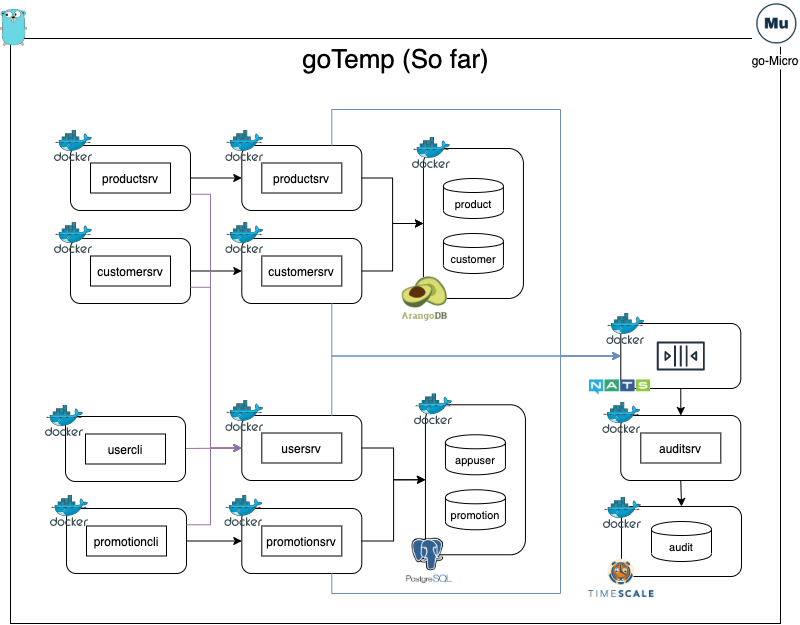 Mu
go-Micro
goTemp (So far)
docker
docker
docker
productsrv
productsrv
product
docker
docker
customersrv
customersrv
customer
ArangoDB
docker
NATS
docker
docker
docker
docker
usercli
usersrv
appuser
auditsrv
docker
docker
docker
promotioncli
promotionsrv
promotion
audit
PostgreSQL
TIMESCALE